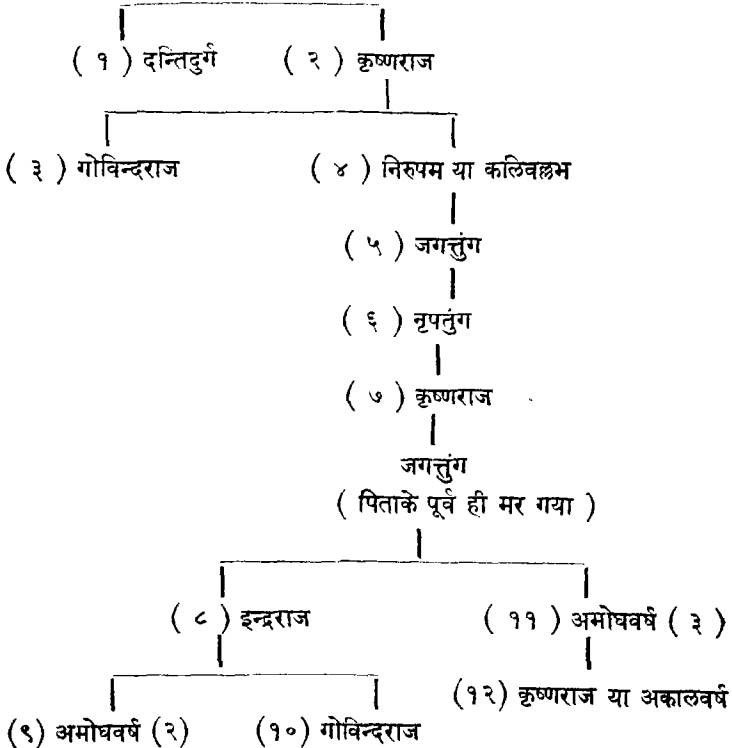 ( १ ) दन्तिदुर्ग ( २ ) कृष्णराज
( ३ ) गोविन्दराज ( ४ ) निरुपम या कलिवल्लभ
( ५ ) जगत्तुंग
( ६ ) नृपतुंग
( ७ ) कृष्णराज
जगत्तुंग
( पिताके पूर्व ही मर गया )
( ८ ) इन्द्रराज ( ११ ) अमोघवर्ष ( ३ )
(१२) कृष्णराज या अकालवर्ष
(९) अमोघवर्ष (२) (१०) गोविन्दराज